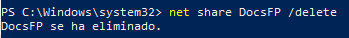 PS C:\Windows\system32> net share DocsFP /delete
DocsFP se ha eliminado.